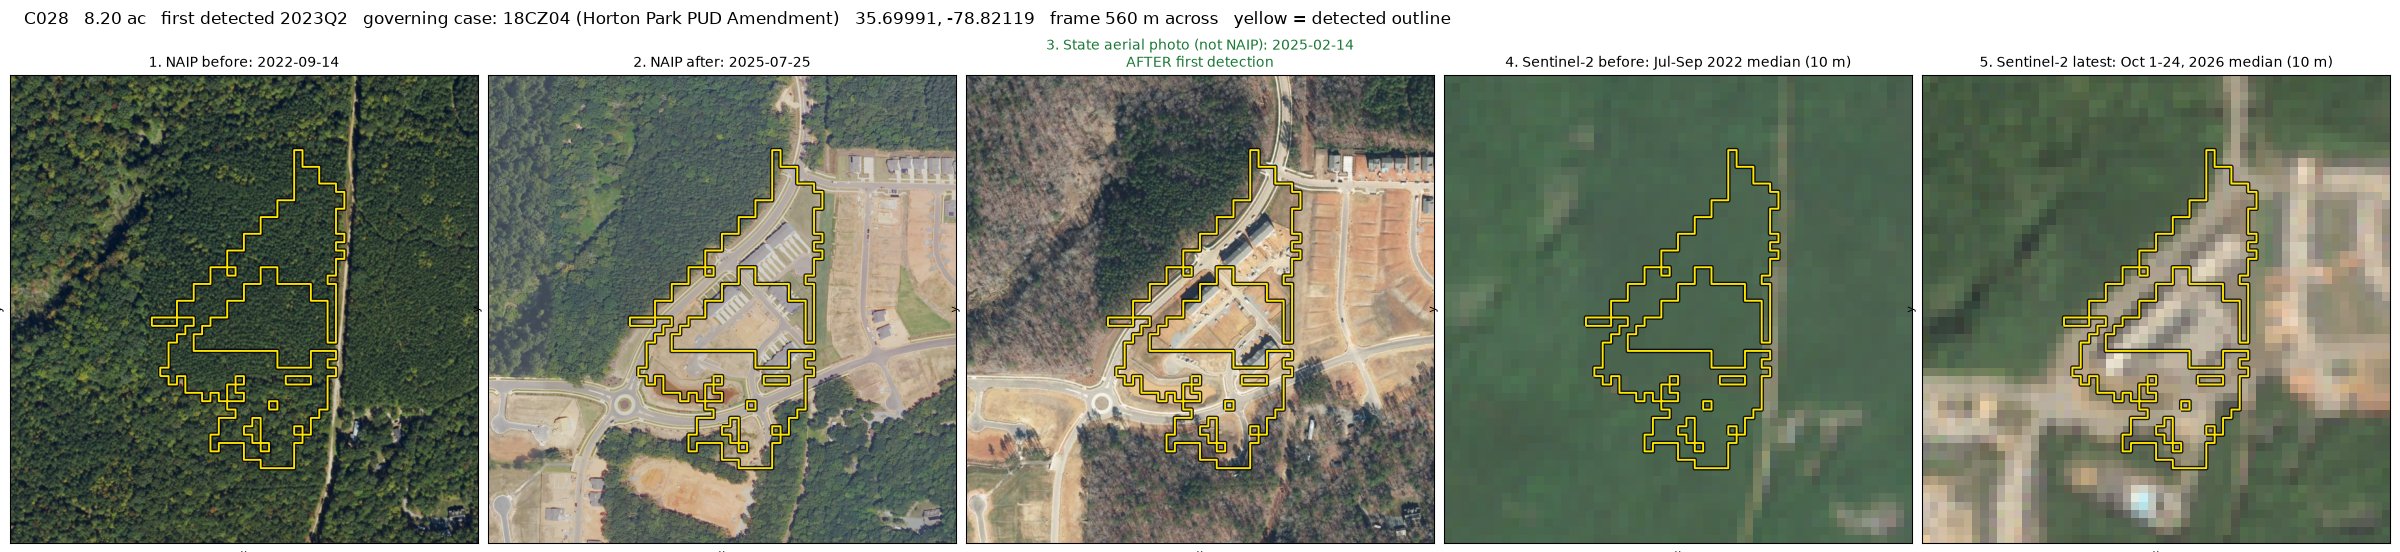 C028   8.20 ac   first detected 2023Q2   governing case: 18CZ04 (Horton Park PUD Amendment)   35.69991, -78.82119   frame 560 m across   yellow = detected outline
1. NAIP before: 2022-09-14
2. NAIP after: 2025-07-25
3. State aerial photo (not NAIP): 2025-02-14
AFTER first detection
4. Sentinel-2 before: Jul-Sep 2022 median (10 m)
5. Sentinel-2 latest: Oct 1-24, 2026 median (10 m)